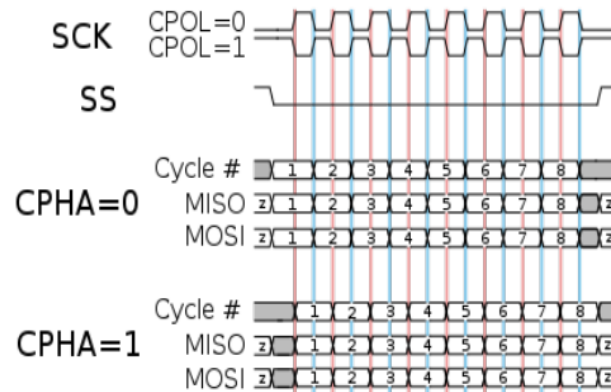 SCK CPOL=0
CPOL=1
SS
Cycle # 1 2 3 4 5 6 7 8
CPHA=0 MISO z 1 2 3 4 5 6 7 8 z
MOSI z 1 2 3 4 5 6 7 8 z
Cycle # 1 2 3 4 5 6 7 8
CPHA=1 MISO z 1 2 3 4 5 6 7 8 z
MOSI z 1 2 3 4 5 6 7 8 z